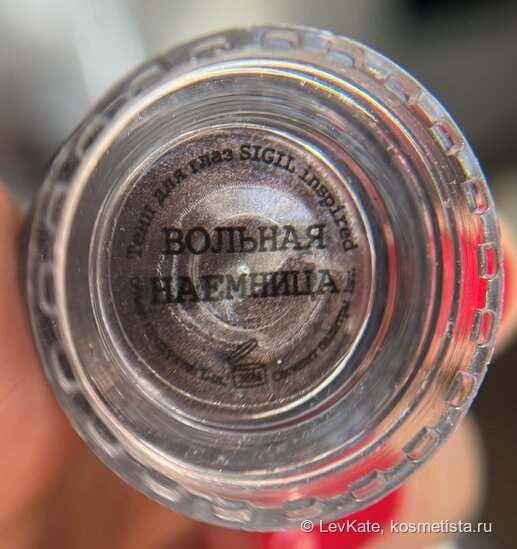 Тени для глаз SIGIL inspired
ВОЛЬНАЯ
НАЕМНИЦА
© LevKate, kosmetista.ru